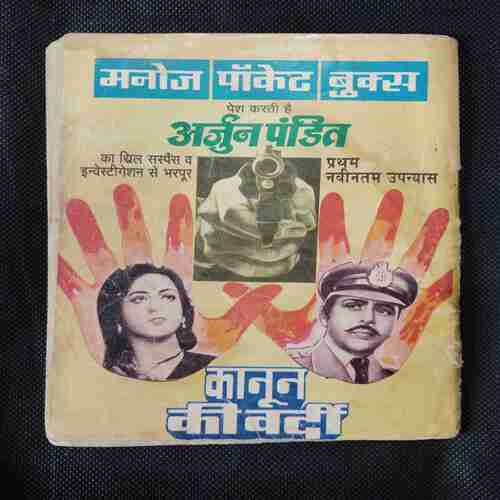 मनोज पॉकेट बुक्स
पेश करती है
अर्जुन पंडित
का थ्रिल सस्पैंस व
इन्वेस्टीगेशन से भरपूर
प्रथम
नवीनतम उपन्यास
कानून
की वर्दी